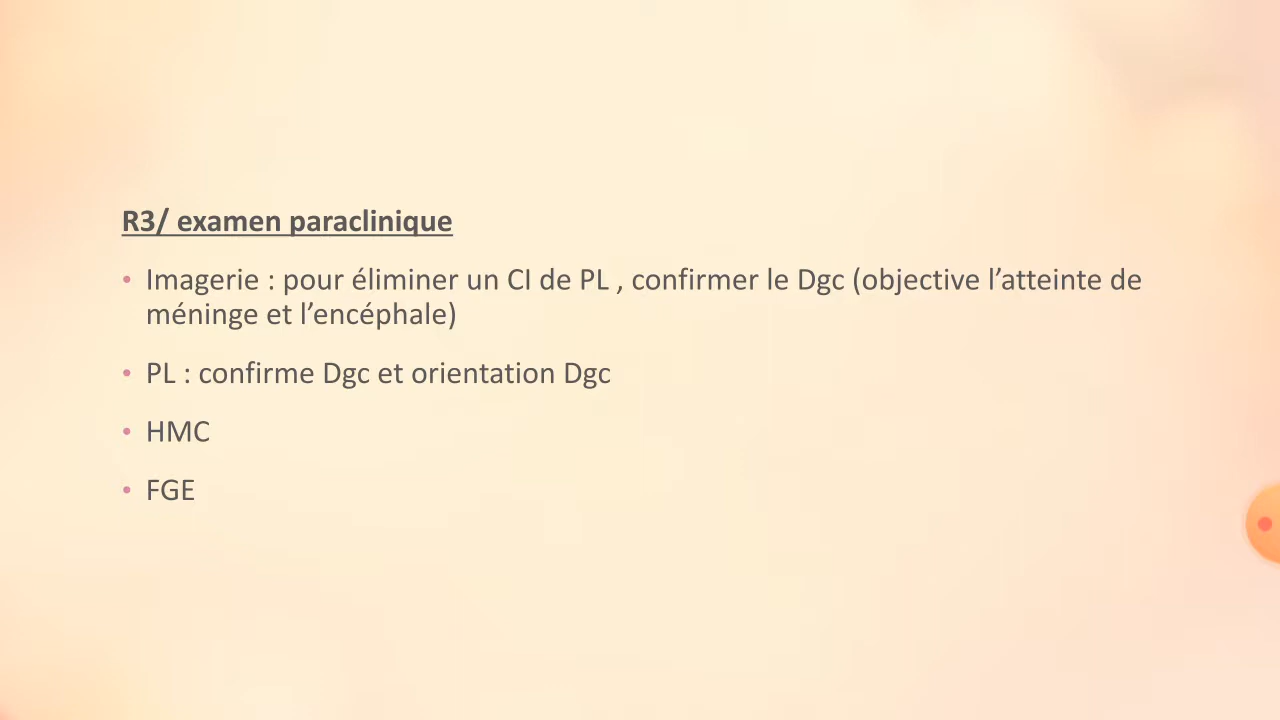 R3/ examen paraclinique
• Imagerie : pour éliminer un CI de PL , confirmer le Dgc (objective l’atteinte de
méninge et l’encéphale)
• PL : confirme Dgc et orientation Dgc
• HMC
• FGE